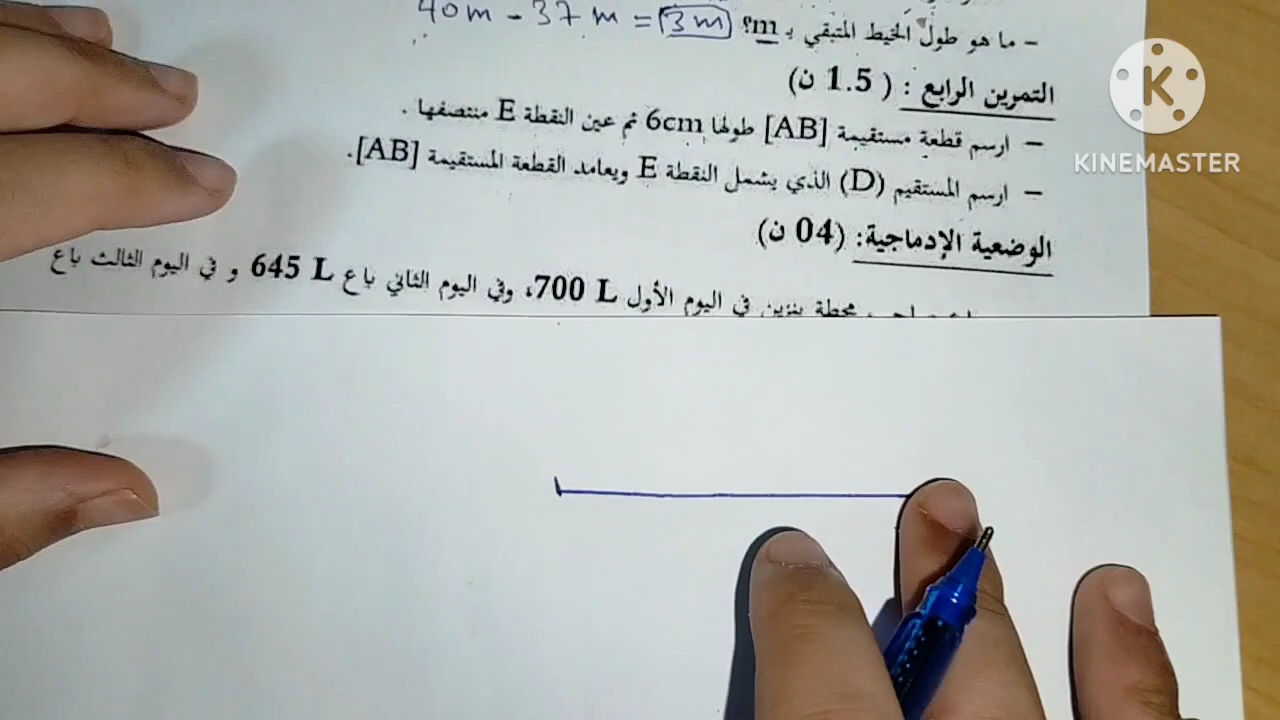 40m - 37m = 3m
– ما هو طول الخيط المتبقي بـ m؟
التمرين الرابع : ( 1.5 ن)
– ارسم قطعة مستقيمة [AB] طولها 6cm ثم عين النقطة E منتصفها .
– ارسم المستقيم (D) الذي يشمل النقطة E ويعامد القطعة المستقيمة [AB].
الوضعية الإدماجية: (04 ن)
محطة بنزين في اليوم الأول 700 L، وفي اليوم الثاني باع 645 L و في اليوم الثالث باع
K
KINEMASTER